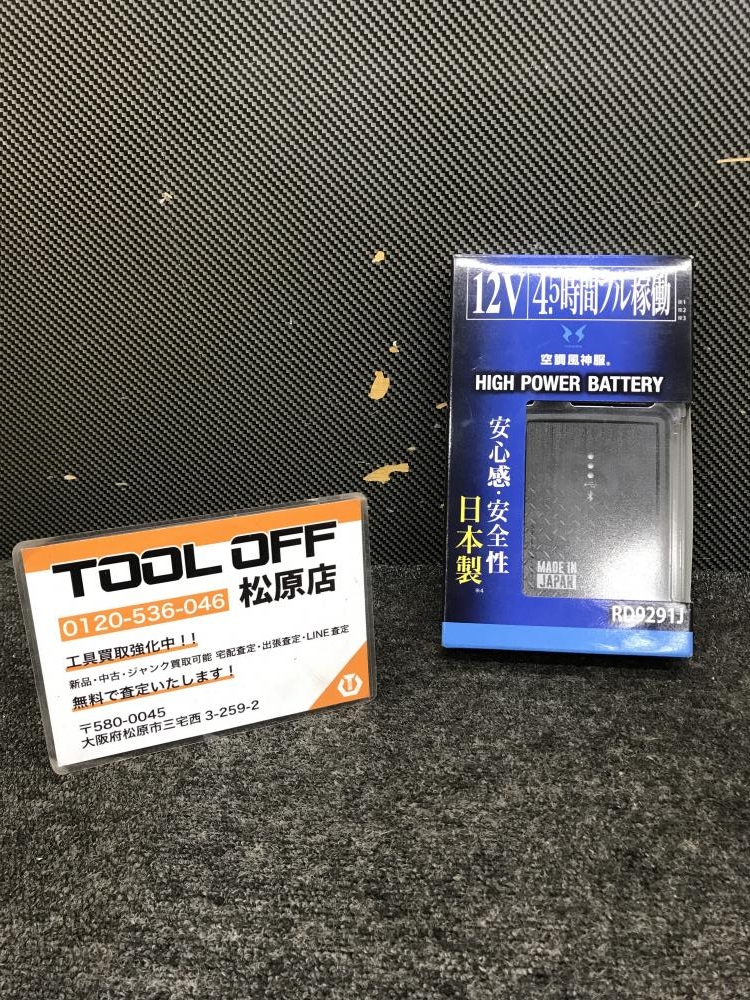 TOOL OFF
0120-536-046 松原店
工具買取強化中！！
新品・中古・ジャンク買取可能 宅配査定・出張査定・LINE査定
無料で査定いたします！
〒580-0045
大阪府松原市三宅西 3-259-2
12V 4.5時間フル稼働 ※1 ※2 ※3
空調風神服®
HIGH POWER BATTERY
安心感・安全性
日本製 ※4
MADE IN
JAPAN
RD9291J